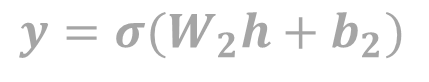 y = σ(W₂h + b₂)